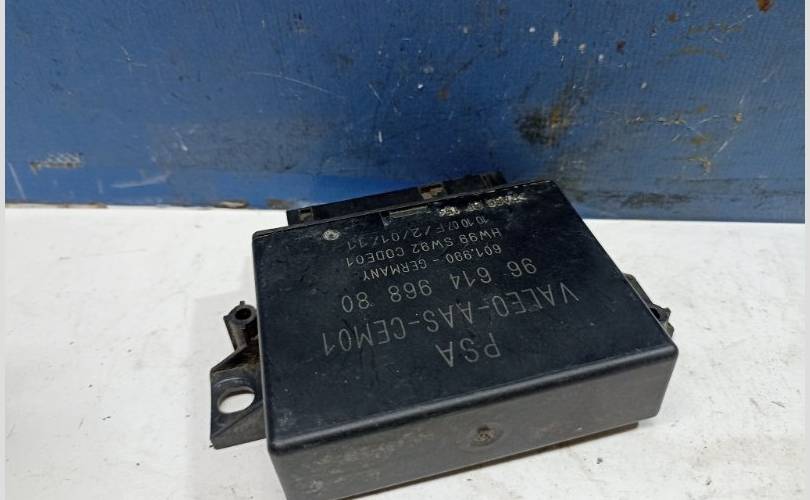 PSA
VALEO-AAS-CEM01
96 614 968 80
601.990 - GERMANY
HW99 SW92 CODE01